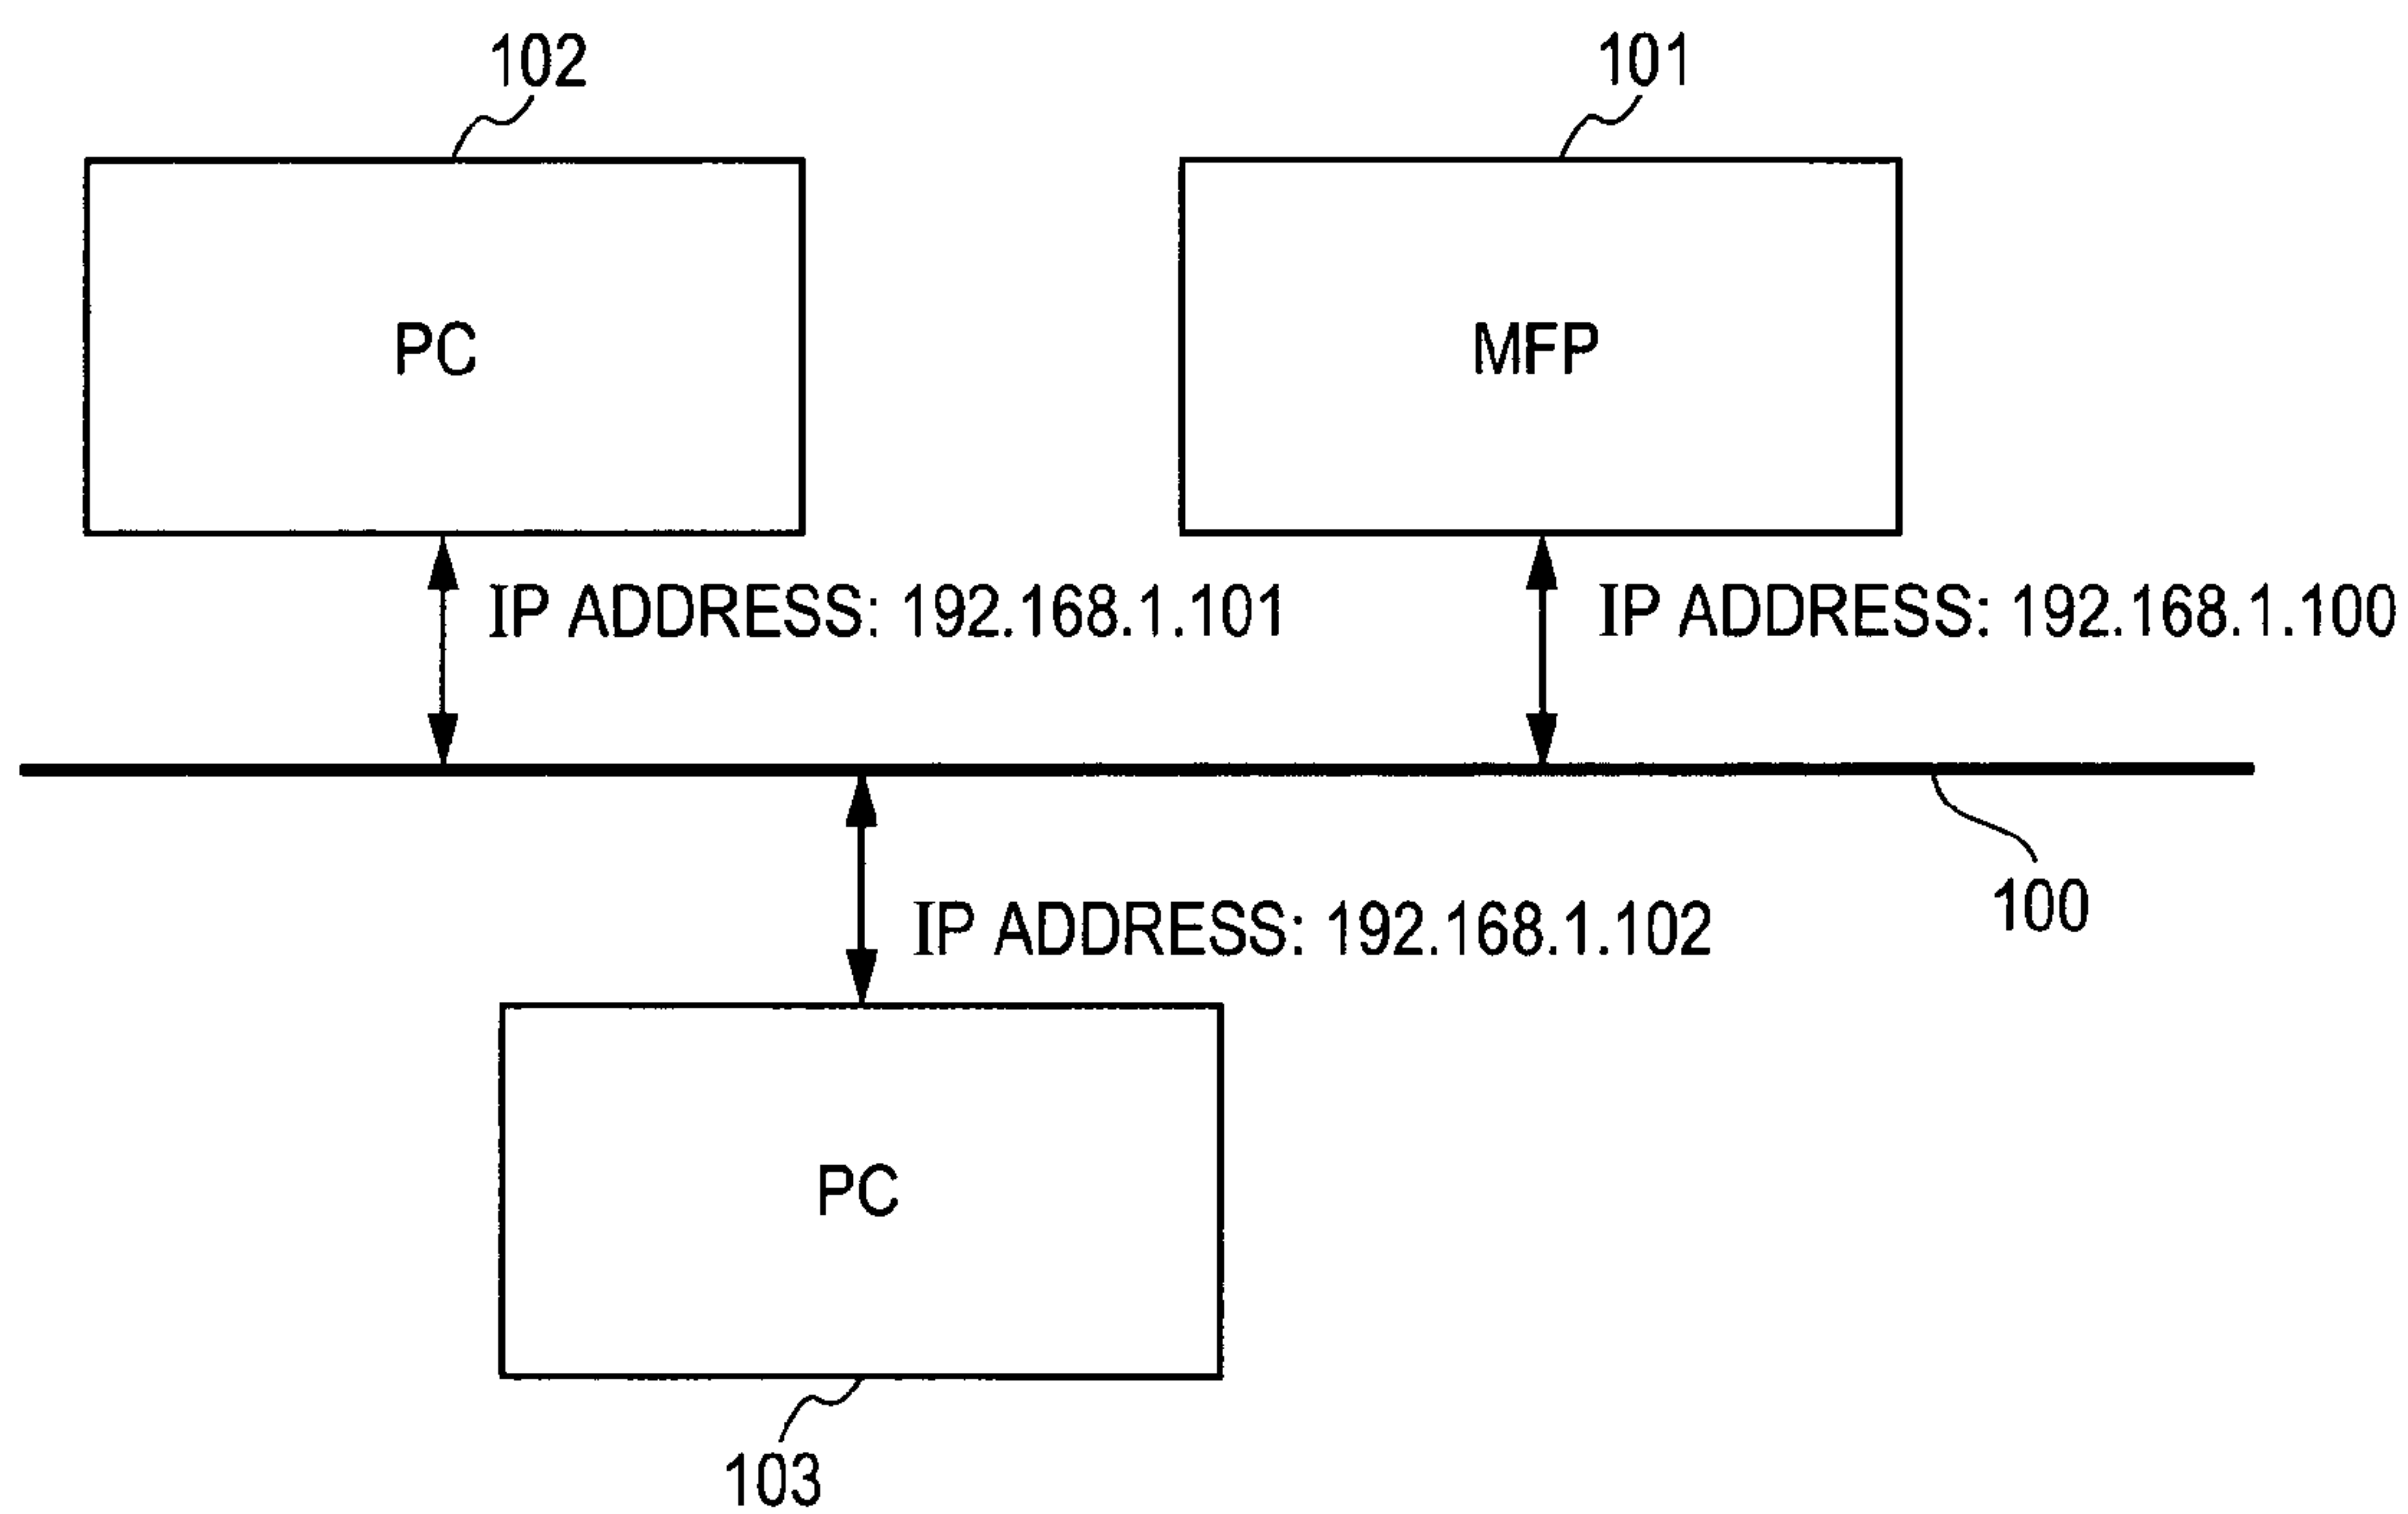 102
101
PC
MFP
IP ADDRESS: 192.168.1.101
IP ADDRESS: 192.168.1.100
100
IP ADDRESS: 192.168.1.102
PC
103